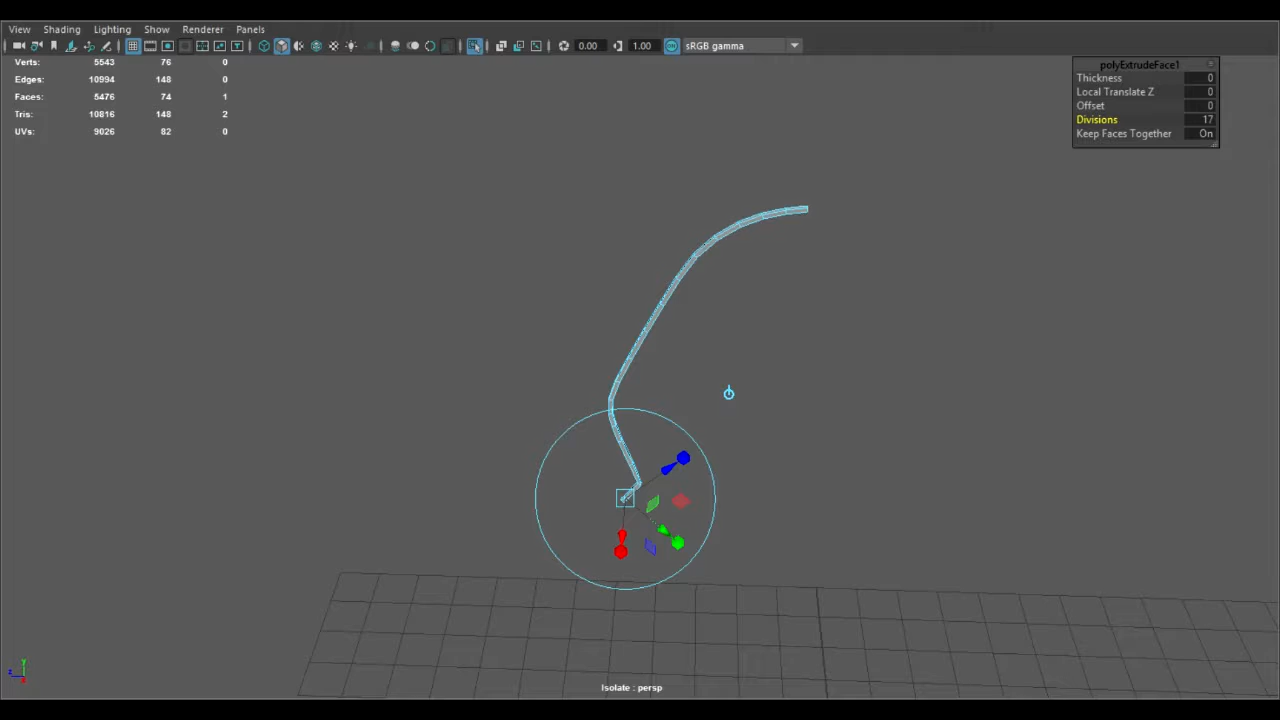 View Shading Lighting Show Renderer Panels
0.00 1.00 sRGB gamma
Verts: 5543 76 0
Edges: 10994 148 0
Faces: 5476 74 1
Tris: 10816 148 2
UVs: 9026 82 0
polyExtrudeFace1
Thickness 0
Local Translate Z 0
Offset 0
Divisions 17
Keep Faces Together On
y
z
x
Isolate : persp